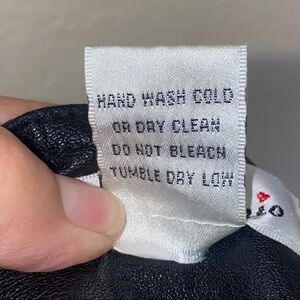 HAND WASH COLD
OR DRY CLEAN
DO NOT BLEACH
TUMBLE DRY LOW